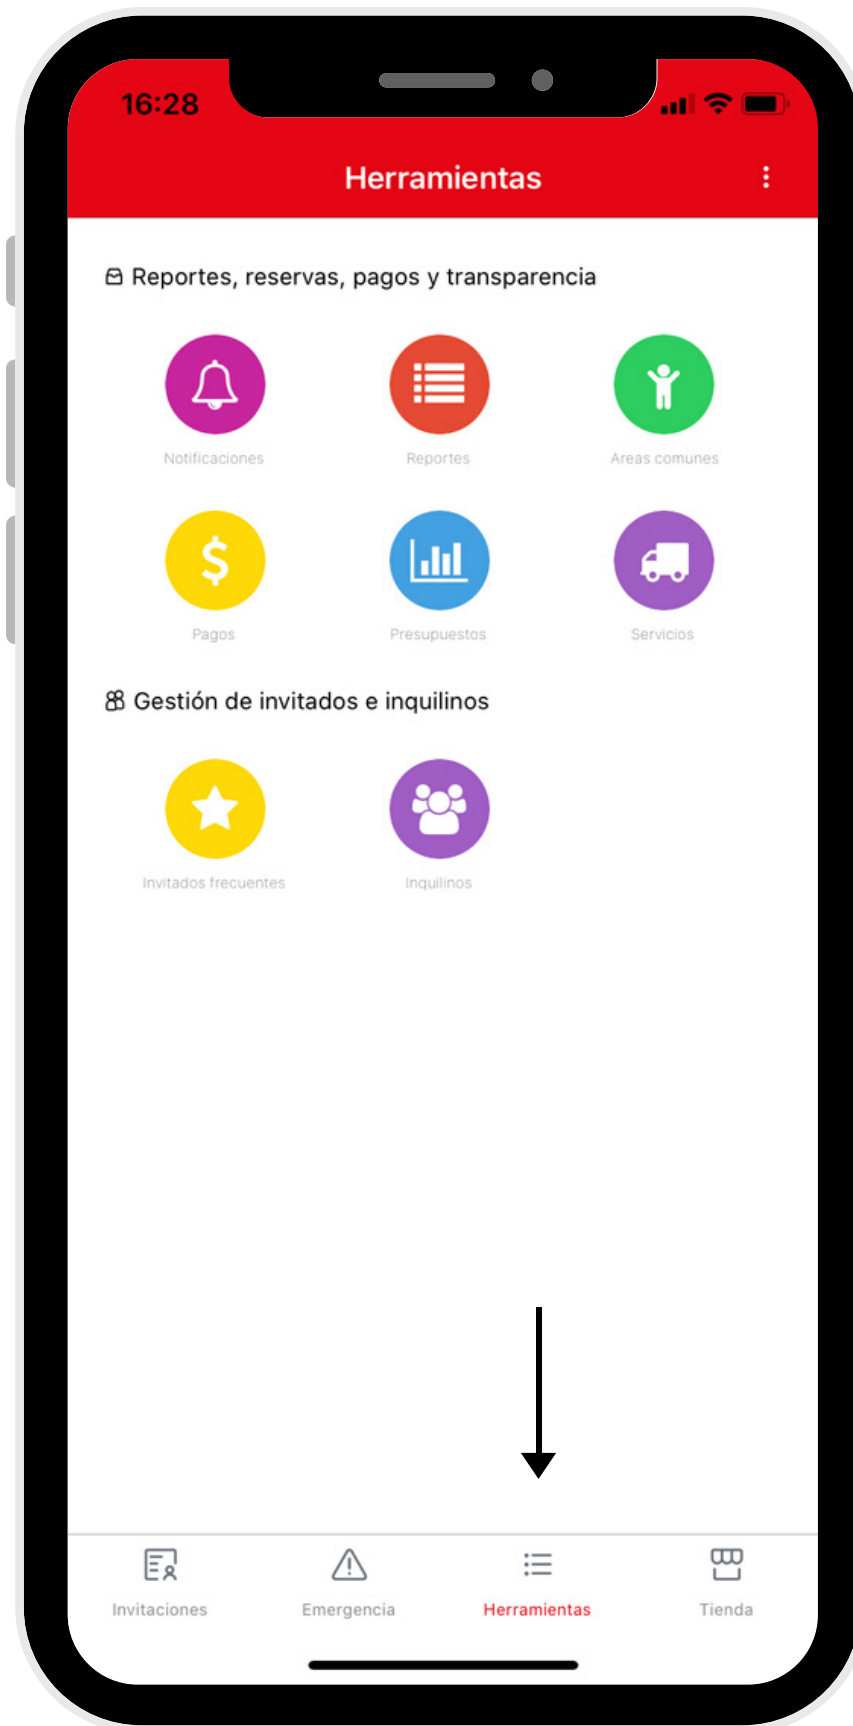 16:28
Herramientas
Reportes, reservas, pagos y transparencia
Notificaciones
Reportes
Areas comunes
Pagos
Presupuestos
Servicios
Gestión de invitados e inquilinos
Invitados frecuentes
Inquilinos
Invitaciones
Emergencia
Herramientas
Tienda